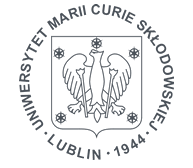 UNIWERSYTET MARII CURIE SKŁODOWSKIEJ
· LUBLIN · 1944 ·